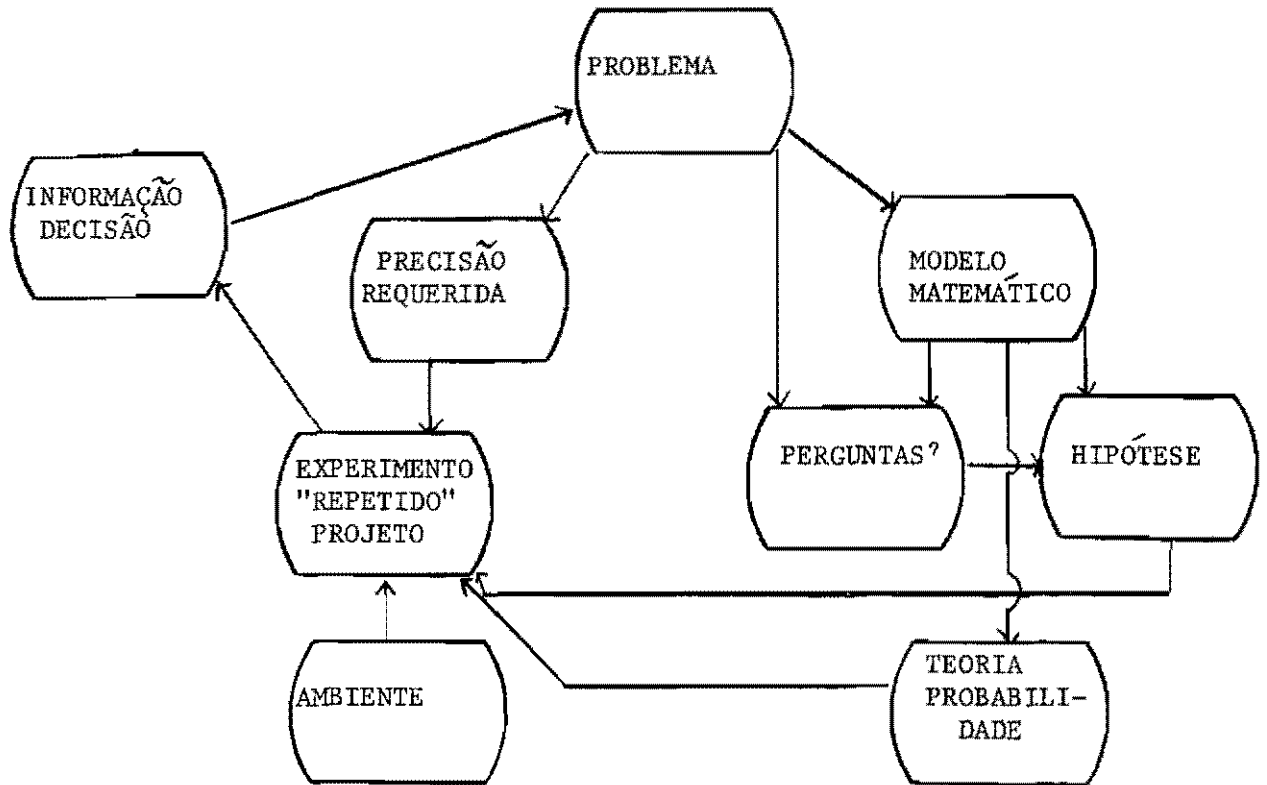 PROBLEMA
INFORMAÇÃO
DECISÃO
PRECISÃO
REQUERIDA
MODELO
MATEMÁTICO
PERGUNTAS?
HIPÓTESE
EXPERIMENTO
"REPETIDO"
PROJETO
AMBIENTE
TEORIA
PROBABILI-
DADE